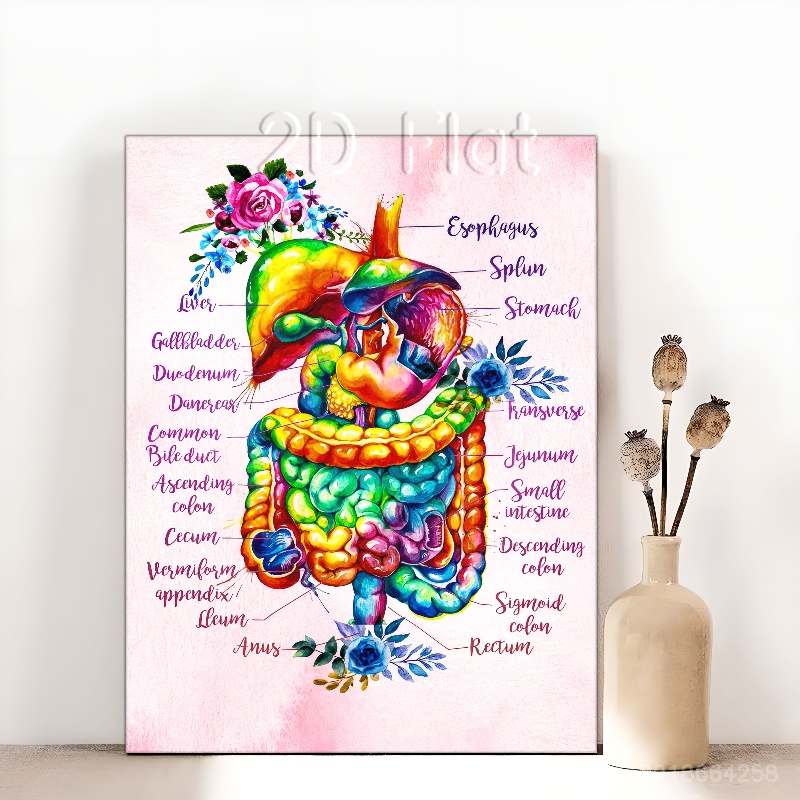 2D Flat
Esophagus
Splun
Liver
Stomach
Gallbladder
Duodenum
Danereas
Transverse
Common
Bile duct
Jejunum
Ascending
colon
Small
intestine
Cecum
Descending
colon
Vermiform
appendix
Lleum
Sigmoid
colon
Anus
Rectum